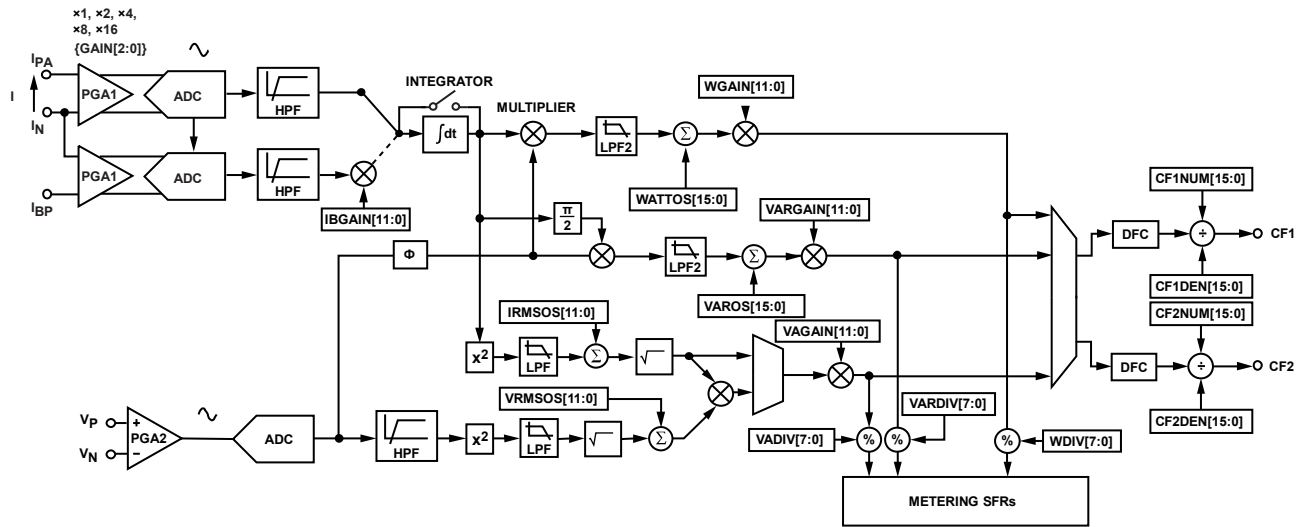 ×1, ×2, ×4,
×8, ×16
{GAIN[2:0]}
IPA
I
IN
IBP
PGA1
ADC
HPF
PGA1
ADC
HPF
IBGAIN[11:0]
INTEGRATOR
∫dt
MULTIPLIER
LPF2
Σ
WATTOS[15:0]
WGAIN[11:0]
π
2
Φ
LPF2
Σ
VAROS[15:0]
VARGAIN[11:0]
IRMSOS[11:0]
x²
LPF
Σ
√
VAGAIN[11:0]
VRMSOS[11:0]
VP
VN
+
−
PGA2
ADC
HPF
x²
LPF
√
Σ
VADIV[7:0]
%
%
VARDIV[7:0]
%
WDIV[7:0]
METERING SFRs
CF1NUM[15:0]
DFC
÷
CF1
CF1DEN[15:0]
CF2NUM[15:0]
DFC
÷
CF2
CF2DEN[15:0]